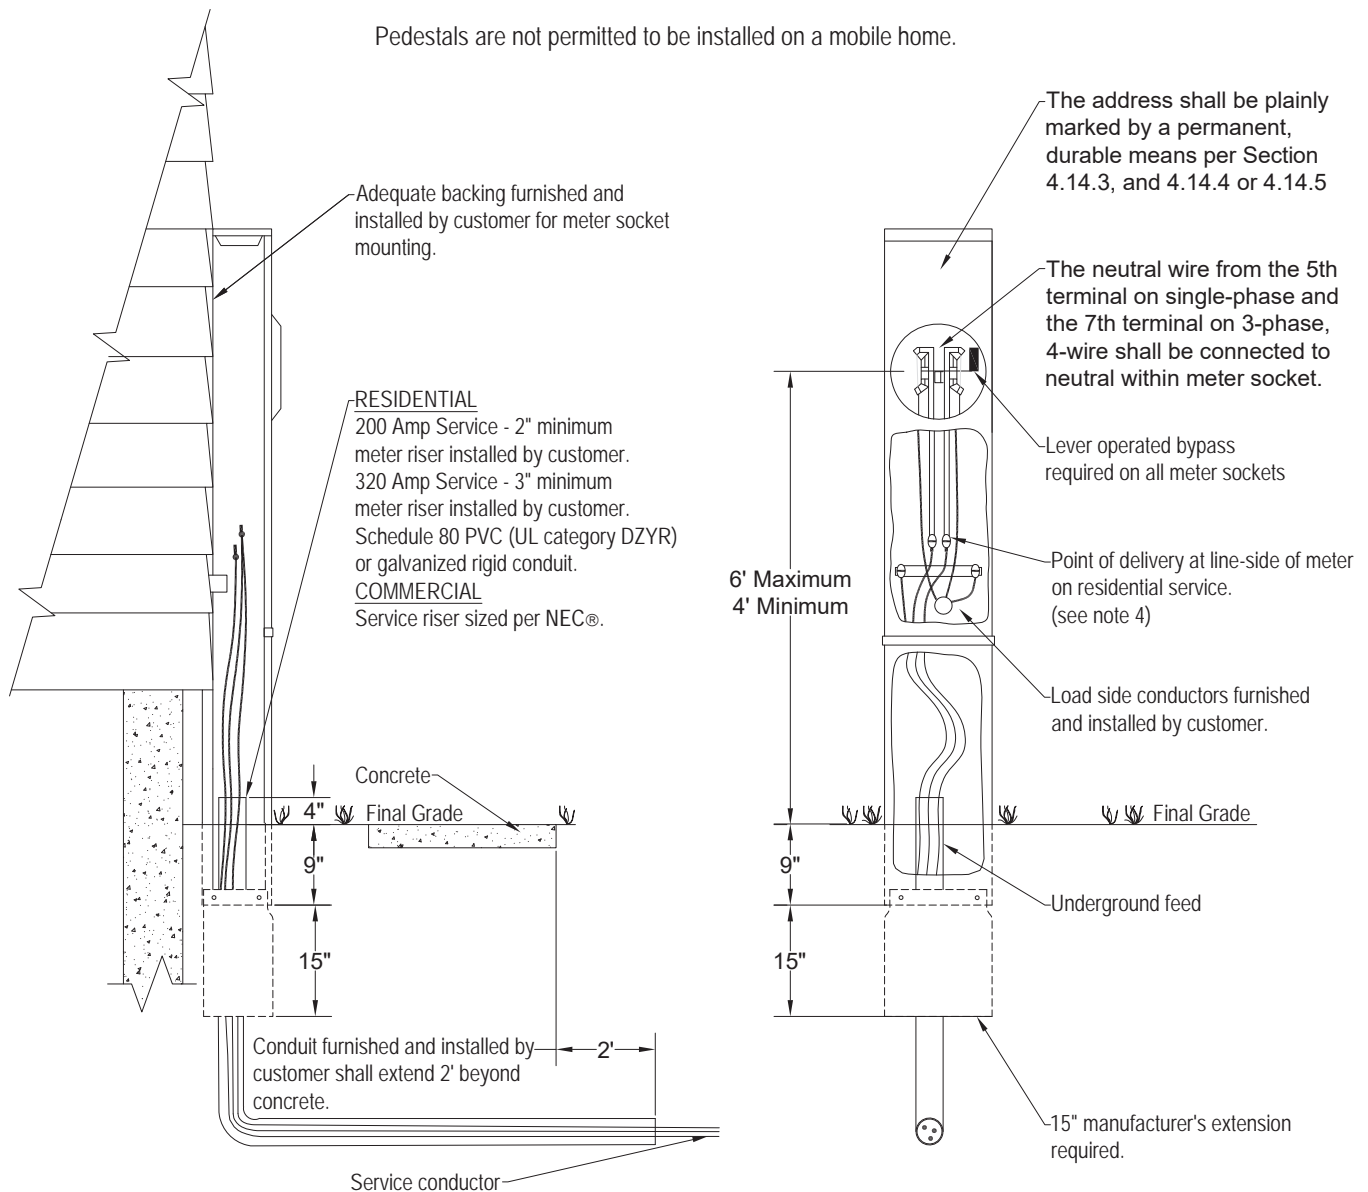 Pedestals are not permitted to be installed on a mobile home.
The address shall be plainly
marked by a permanent,
durable means per Section
4.14.3, and 4.14.4 or 4.14.5
Adequate backing furnished and
installed by customer for meter socket
mounting.
The neutral wire from the 5th
terminal on single-phase and
the 7th terminal on 3-phase,
4-wire shall be connected to
neutral within meter socket.
RESIDENTIAL
200 Amp Service - 2" minimum
meter riser installed by customer.
320 Amp Service - 3" minimum
meter riser installed by customer.
Schedule 80 PVC (UL category DZYR)
or galvanized rigid conduit.
COMMERCIAL
Service riser sized per NEC®.
Lever operated bypass
required on all meter sockets
6' Maximum
4' Minimum
Point of delivery at line-side of meter
on residential service.
(see note 4)
Load side conductors furnished
and installed by customer.
Concrete
4"
Final Grade
Final Grade
9"
9"
Underground feed
15"
15"
Conduit furnished and installed by
customer shall extend 2' beyond
concrete.
2'
15" manufacturer's extension
required.
Service conductor